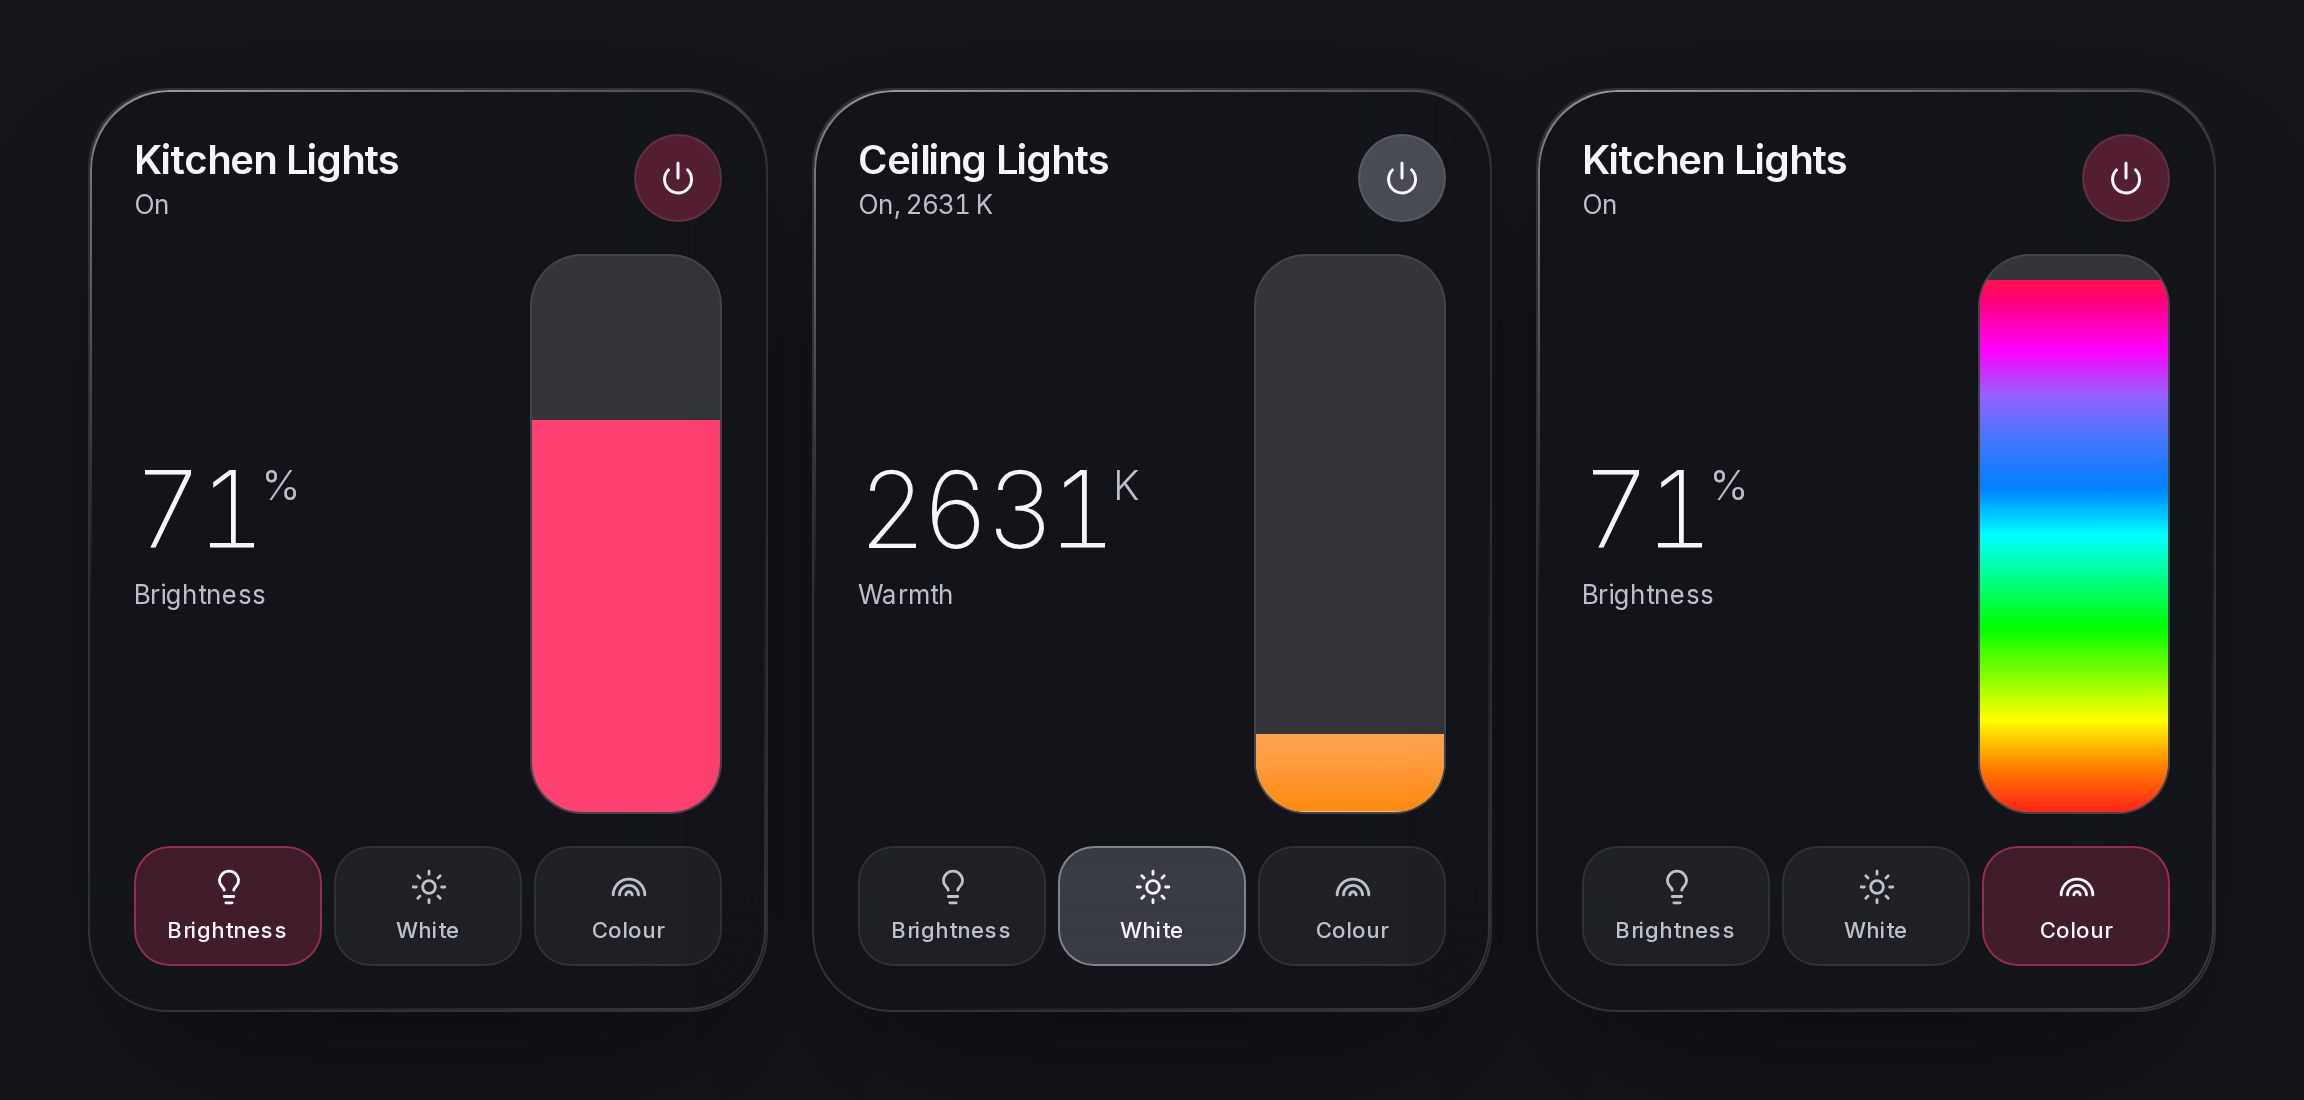 Kitchen Lights
On
71%
Brightness
Brightness
White
Colour
Ceiling Lights
On, 2631 K
2631K
Warmth
Brightness
White
Colour
Kitchen Lights
On
71%
Brightness
Brightness
White
Colour